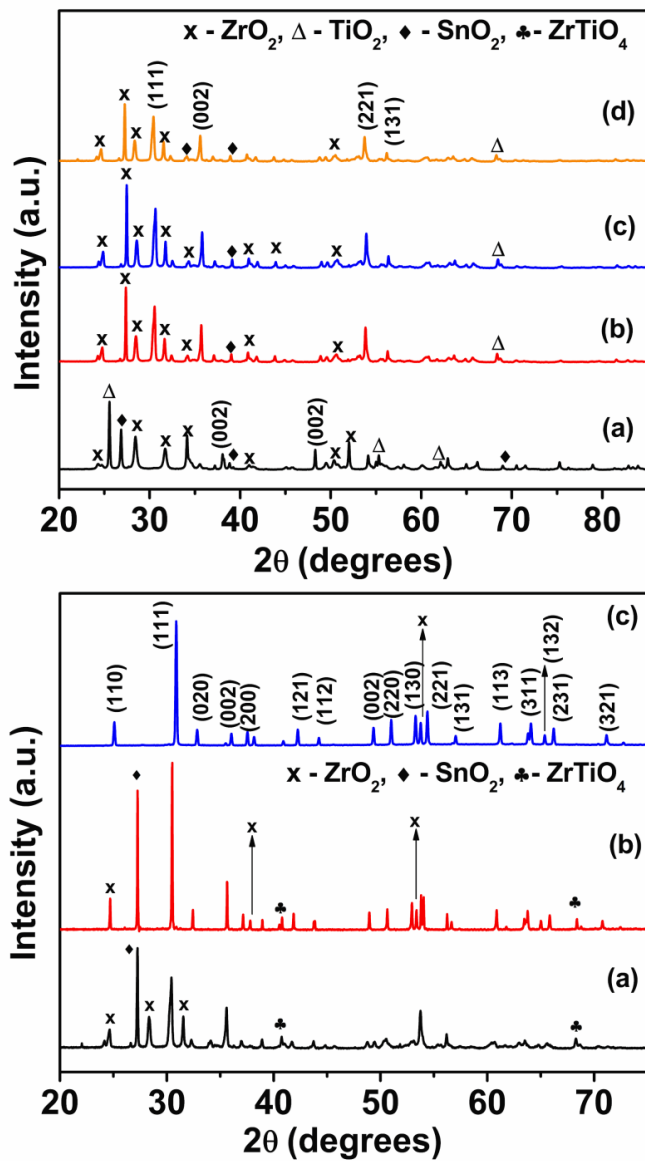 x - ZrO2, Δ - TiO2, ♦ - SnO2, ♣- ZrTiO4
x
(111)
(002)
(221)
(131)
(d)
x x x ♦ ♦ x Δ
x
(c)
x x x x ♦ x x x Δ
x
(b)
x x x x ♦ x x Δ
Δ
♦
(a)
x x x x (002) ♦ x (002) x x Δ Δ ♦
Intensity (a.u.)
20 30 40 50 60 70 80
2θ (degrees)
(c)
(110)
(111)
(020)
(002)
(200)
(121)
(112)
(002)
(220)
(130)
x
(221)
(131)
(113)
(311)
(132)
(231)
(321)
x - ZrO2, ♦ - SnO2, ♣- ZrTiO4
(b)
x ♦ x ♣ x ♣
(a)
x ♦ x x ♣ ♣
Intensity (a.u.)
20 30 40 50 60 70
2θ (degrees)